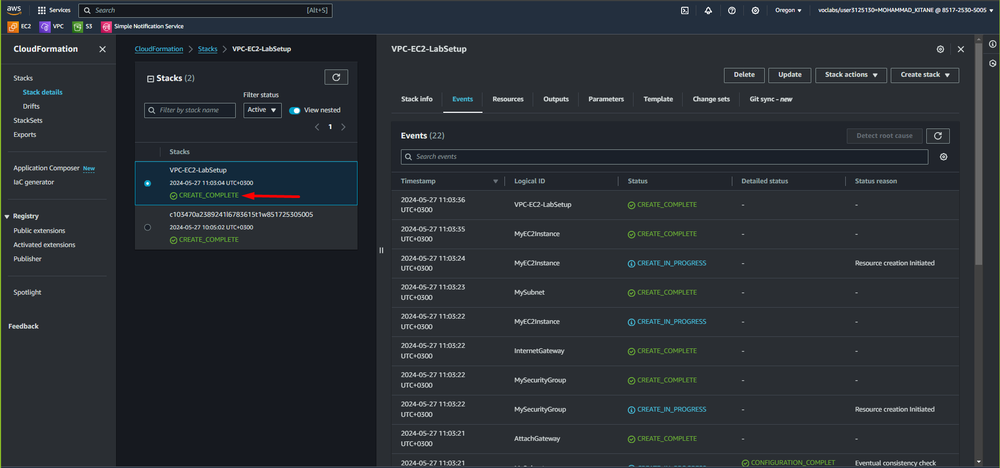 aws
Services
Search
[Alt+S]
Oregon ▼
voclabs/user3125130=MOHAMMAD_KITANE @ 8517-2530-5005 ▼
EC2
VPC
S3
Simple Notification Service
CloudFormation
Stacks
Stack details
Drifts
StackSets
Exports
Application Composer New
IaC generator
Registry
Public extensions
Activated extensions
Publisher
Spotlight
Feedback
CloudFormation > Stacks > VPC-EC2-LabSetup
Stacks (2)
Filter status
Filter by stack name
Active ▼
View nested
1
Stacks
VPC-EC2-LabSetup
2024-05-27 11:03:04 UTC+0300
CREATE_COMPLETE
c103470a2389241l6783615t1w851725305005
2024-05-27 10:05:02 UTC+0300
CREATE_COMPLETE
VPC-EC2-LabSetup
Delete
Update
Stack actions ▼
Create stack ▼
Stack info
Events
Resources
Outputs
Parameters
Template
Change sets
Git sync - new
Events (22)
Detect root cause
Search events
Timestamp Logical ID Status Detailed status Status reason
2024-05-27 11:03:36
UTC+0300
VPC-EC2-LabSetup CREATE_COMPLETE - -
2024-05-27 11:03:35
UTC+0300
MyEC2Instance CREATE_COMPLETE - -
2024-05-27 11:03:24
UTC+0300
MyEC2Instance CREATE_IN_PROGRESS - Resource creation Initiated
2024-05-27 11:03:23
UTC+0300
MySubnet CREATE_COMPLETE - -
2024-05-27 11:03:22
UTC+0300
MyEC2Instance CREATE_IN_PROGRESS - -
2024-05-27 11:03:22
UTC+0300
InternetGateway CREATE_COMPLETE - -
2024-05-27 11:03:22
UTC+0300
MySecurityGroup CREATE_COMPLETE - -
2024-05-27 11:03:22
UTC+0300
MySecurityGroup CREATE_IN_PROGRESS - Resource creation Initiated
2024-05-27 11:03:21
UTC+0300
AttachGateway CREATE_COMPLETE - -
2024-05-27 11:03:21
CONFIGURATION_COMPLET
Eventual consistency check